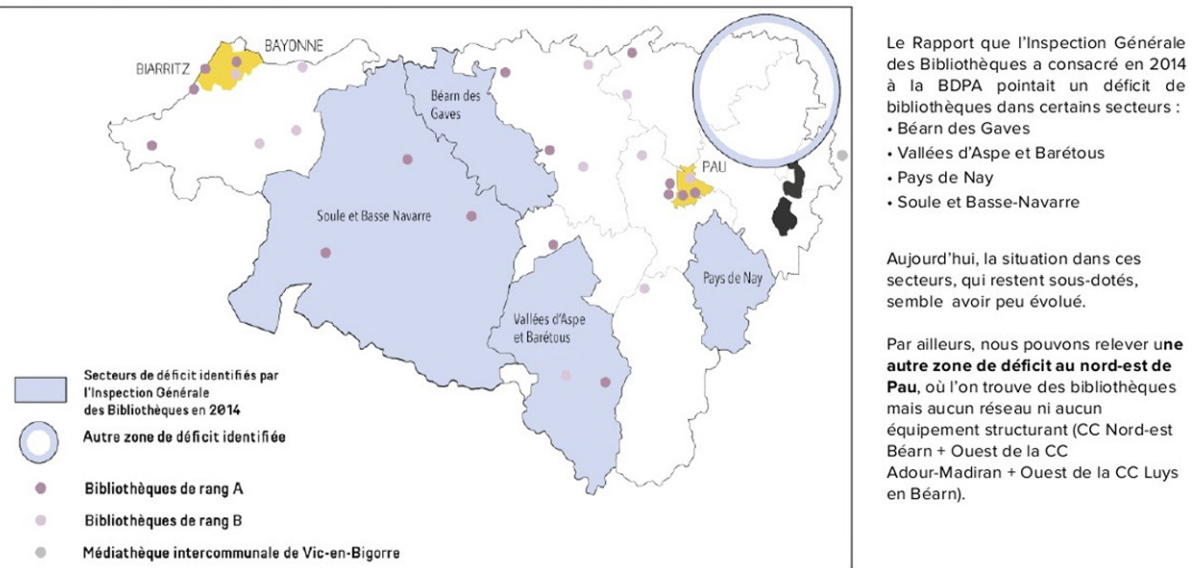 BAYONNE
BIARRITZ
Béarn des
Gaves
PAU
Soule et Basse Navarre
Pays de Nay
Vallées d'Aspe
et Barétous
Secteurs de déficit identifiés par
l'Inspection Générale
des Bibliothèques en 2014
Autre zone de déficit identifiée
Bibliothèques de rang A
Bibliothèques de rang B
Médiathèque intercommunale de Vic-en-Bigorre
Le Rapport que l'Inspection Générale
des Bibliothèques a consacré en 2014
à la BDPA pointait un déficit de
bibliothèques dans certains secteurs :
• Béarn des Gaves
• Vallées d'Aspe et Barétous
• Pays de Nay
• Soule et Basse-Navarre
Aujourd'hui, la situation dans ces
secteurs, qui restent sous-dotés,
semble avoir peu évolué.
Par ailleurs, nous pouvons relever une
autre zone de déficit au nord-est de
Pau, où l'on trouve des bibliothèques
mais aucun réseau ni aucun
équipement structurant (CC Nord-est
Béarn + Ouest de la CC
Adour-Madiran + Ouest de la CC Luys
en Béarn).